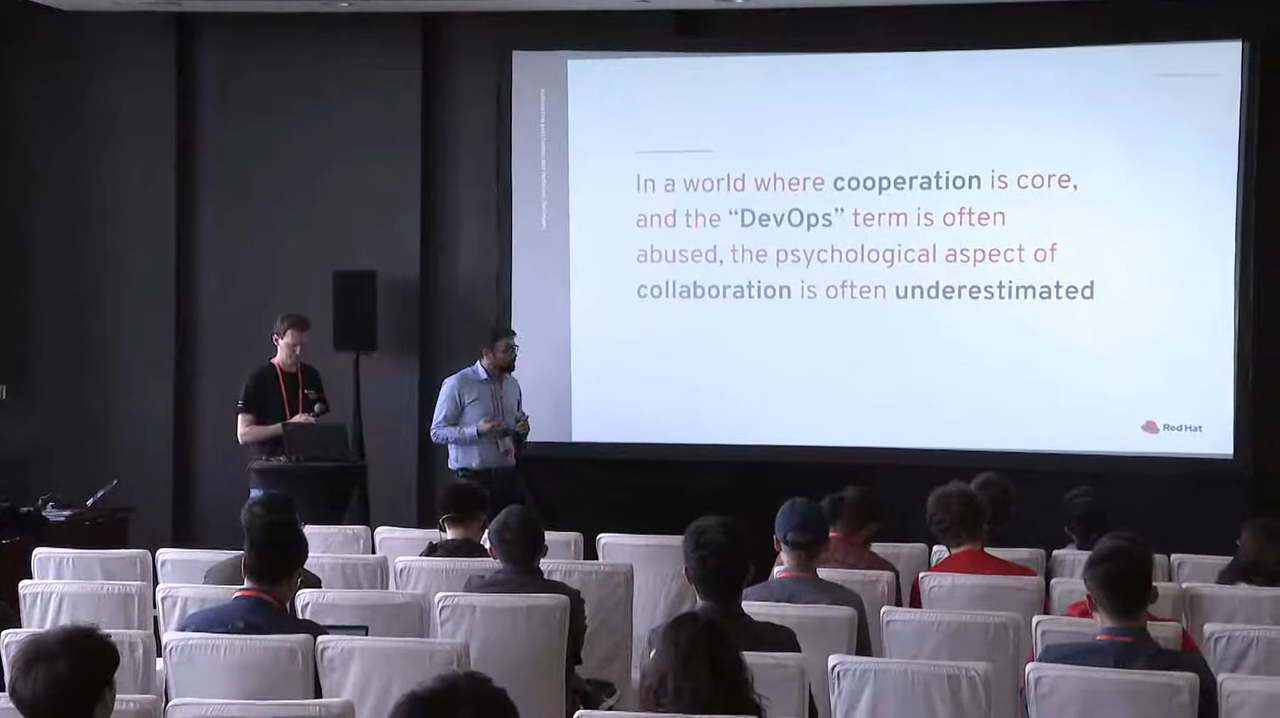 In a world where cooperation is core,
and the “DevOps” term is often
abused, the psychological aspect of
collaboration is often underestimated
Red Hat